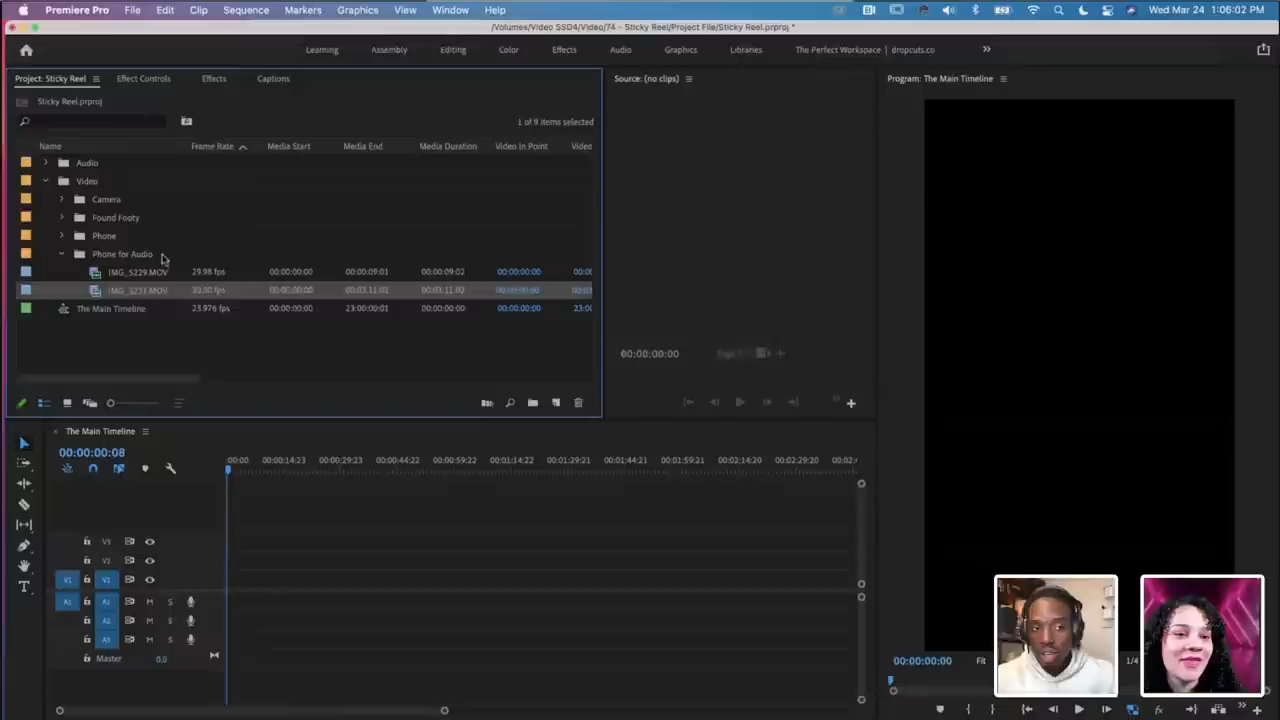 Premiere Pro File Edit Clip Sequence Markers Graphics View Window Help Wed Mar 24 1:06:02 PM
/Volumes/Video SSD4/Video/74 - Sticky Reel/Project File/Sticky Reel.prproj *
Learning Assembly Editing Color Effects Audio Graphics Libraries The Perfect Workspace | dropcuts.co »
Project: Sticky Reel Effect Controls Effects Captions
Source: (no clips)
Program: The Main Timeline
Sticky Reel.prproj
1 of 9 items selected
Name Frame Rate Media Start Media End Media Duration Video In Point Video
Audio
Video
Camera
Found Footy
Phone
Phone for Audio
IMG_5229.MOV 29.98 fps 00:00:00:00 00:00:09:01 00:00:09:02 00:00:00:00 00:00
30.00 fps 00:00:00:00 00:00:00:00
The Main Timeline 23.976 fps 00:00:00:00 23:00:00:01 00:00:00:00 00:00:00:00 23:00
00:00:00:00
The Main Timeline
00:00:00:08
:00:00 00:00:14:23 00:00:29:23 00:00:44:22 00:00:59:22 00:01:14:22 00:01:29:21 00:01:44:21 00:01:59:21 00:02:14:20 00:02:29:20 00:02:4
V3
V2
V1 V1
A1 A1 M S
A2 M S
A3 M S
Master 0.0
00:00:00:00 Fit 1/4